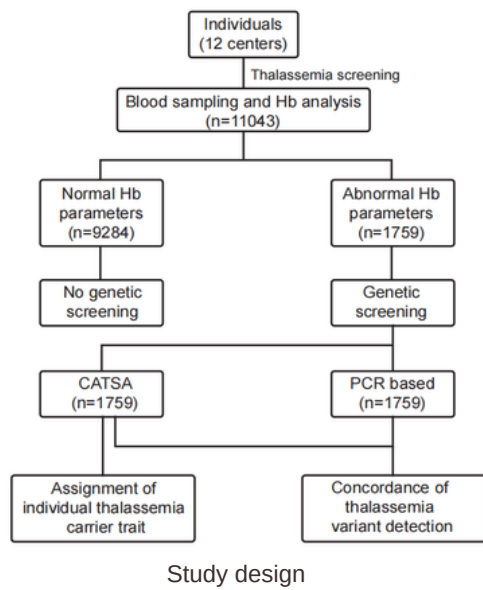 Individuals
(12 centers)
Thalassemia screening
Blood sampling and Hb analysis
(n=11043)
Normal Hb
parameters
(n=9284)
Abnormal Hb
parameters
(n=1759)
No genetic
screening
Genetic
screening
CATSA
(n=1759)
PCR based
(n=1759)
Assignment of
individual thalassemia
carrier trait
Concordance of
thalassemia
variant detection
Study design